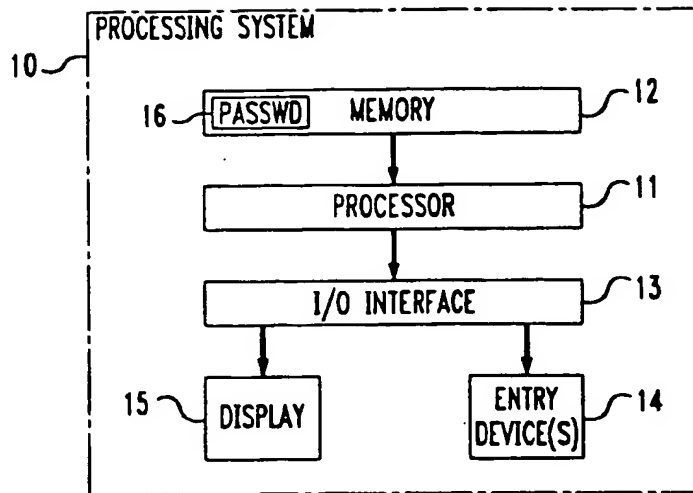 PROCESSING SYSTEM
10
16
PASSWD
MEMORY
12
PROCESSOR
11
I/O INTERFACE
13
15
DISPLAY
ENTRY
DEVICE(S)
14